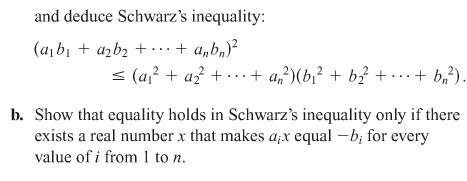 and deduce Schwarz's inequality:
(a₁b₁ + a₂b₂ + ··· + aₙbₙ)²
≤ (a₁² + a₂² + ··· + aₙ²)(b₁² + b₂² + ··· + bₙ²).
b. Show that equality holds in Schwarz's inequality only if there
exists a real number x that makes aᵢx equal −bᵢ for every
value of i from 1 to n.